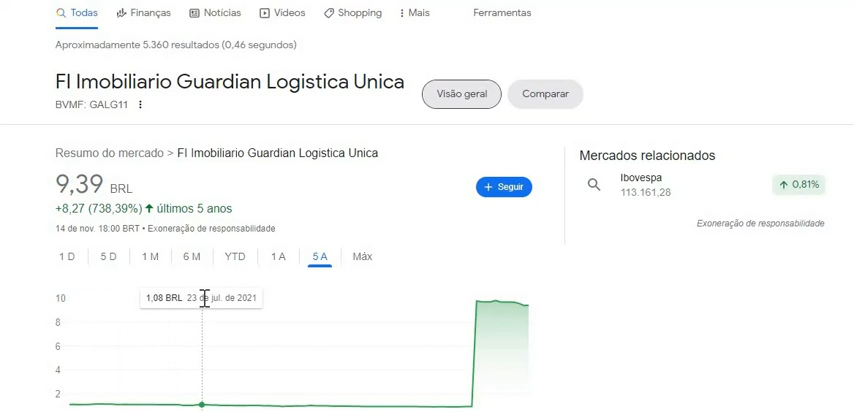 Todas Finanças Notícias Vídeos Shopping Mais Ferramentas
Aproximadamente 5.360 resultados (0,46 segundos)
FI Imobiliario Guardian Logistica Unica
BVMF: GALG11
Visão geral Comparar
Resumo do mercado > FI Imobiliario Guardian Logistica Unica
9,39 BRL
+ Seguir
+8,27 (738,39%) últimos 5 anos
14 de nov. 18:00 BRT • Exoneração de responsabilidade
1 D 5 D 1 M 6 M YTD 1 A 5 A Máx
10
1,08 BRL 23 de jul. de 2021
8
6
4
2
Mercados relacionados
Ibovespa
113.161,28
0,81%
Exoneração de responsabilidade